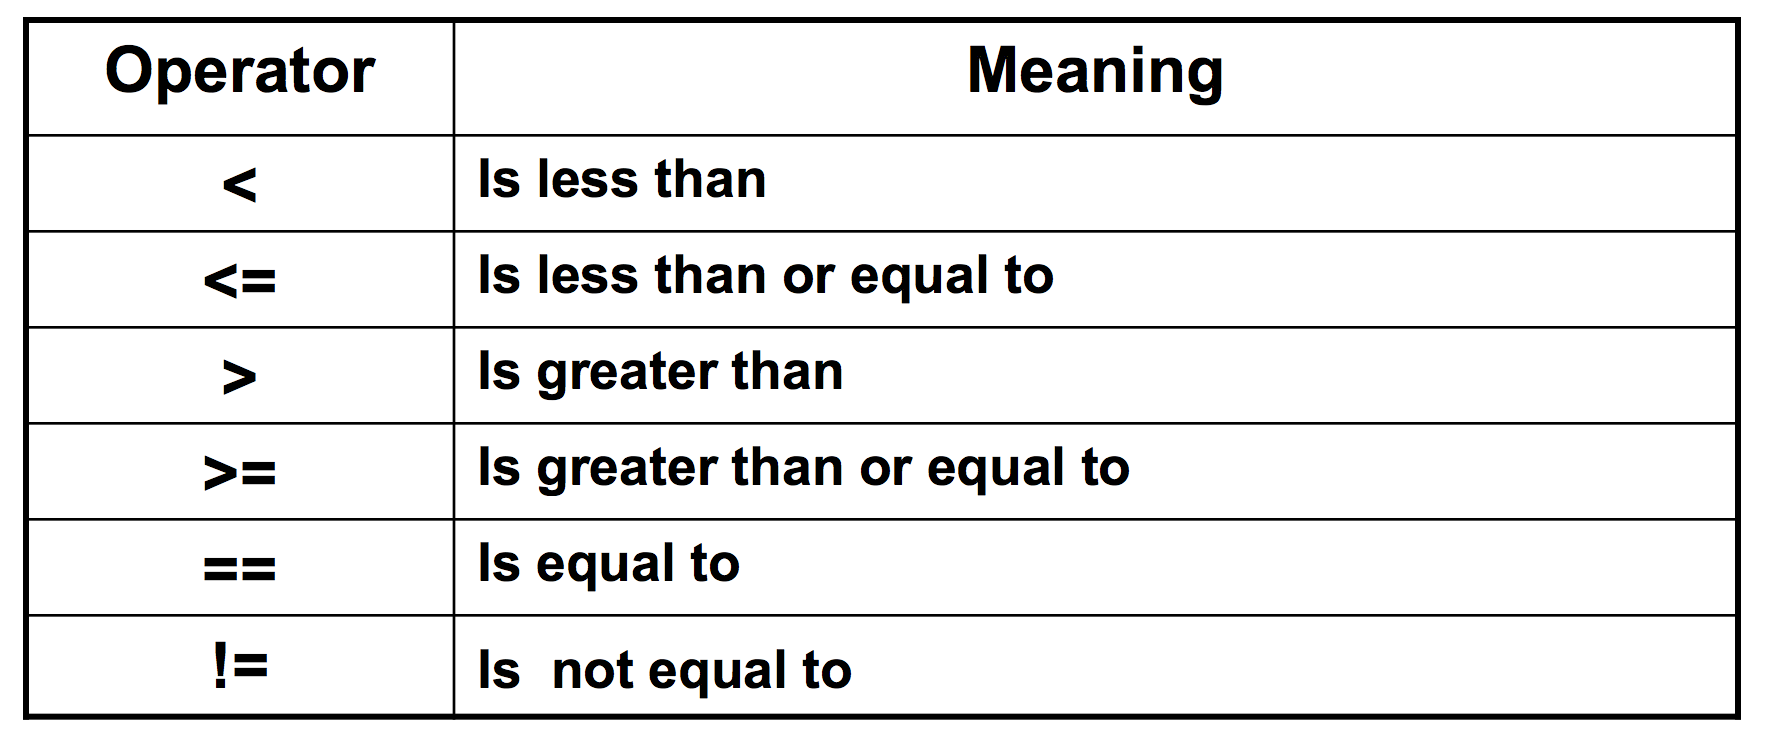 Operator Meaning
< Is less than
<= Is less than or equal to
> Is greater than
>= Is greater than or equal to
== Is equal to
!= Is  not equal to